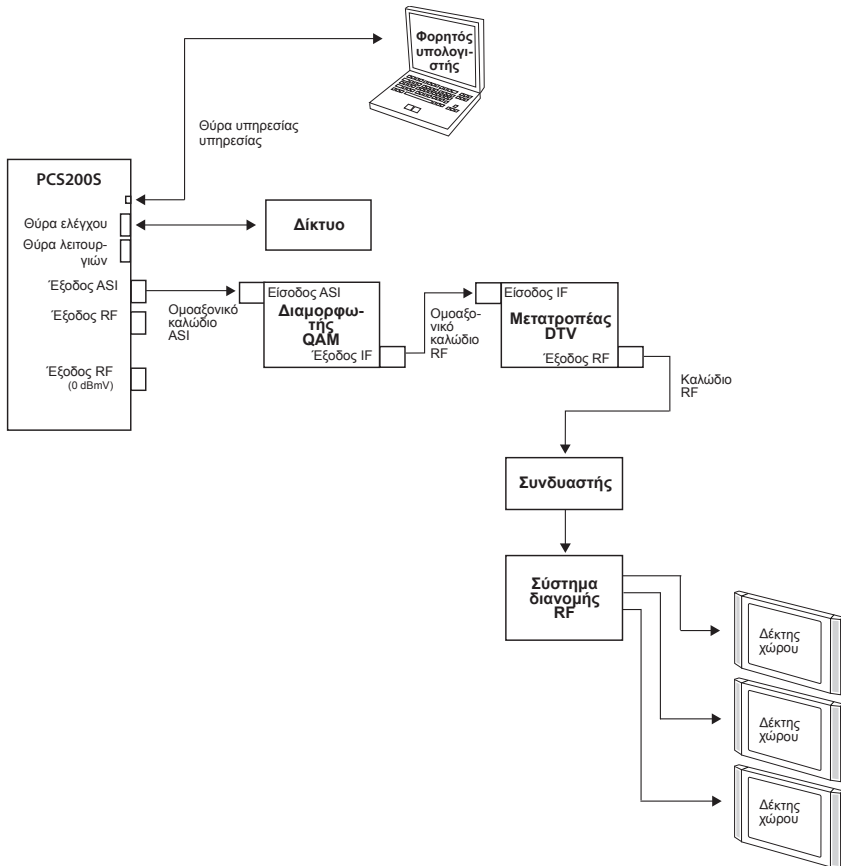 Φορητός
υπολογι-
στής
Θύρα υπηρεσίας
υπηρεσίας
PCS200S
Θύρα ελέγχου
Θύρα λειτουρ-
γιών
Έξοδος ASI
Έξοδος RF
Έξοδος RF
(0 dBmV)
Δίκτυο
Ομοαξονικό
καλώδιο
ASI
Είσοδος ASI
Διαμορφω-
τής
QAM
Έξοδος IF
Ομοαξο-
νικό
καλώδιο
RF
Είσοδος IF
Μετατροπέας
DTV
Έξοδος RF
Καλώδιο
RF
Συνδυαστής
Σύστημα
διανομής
RF
Δέκτης
χώρου
Δέκτης
χώρου
Δέκτης
χώρου